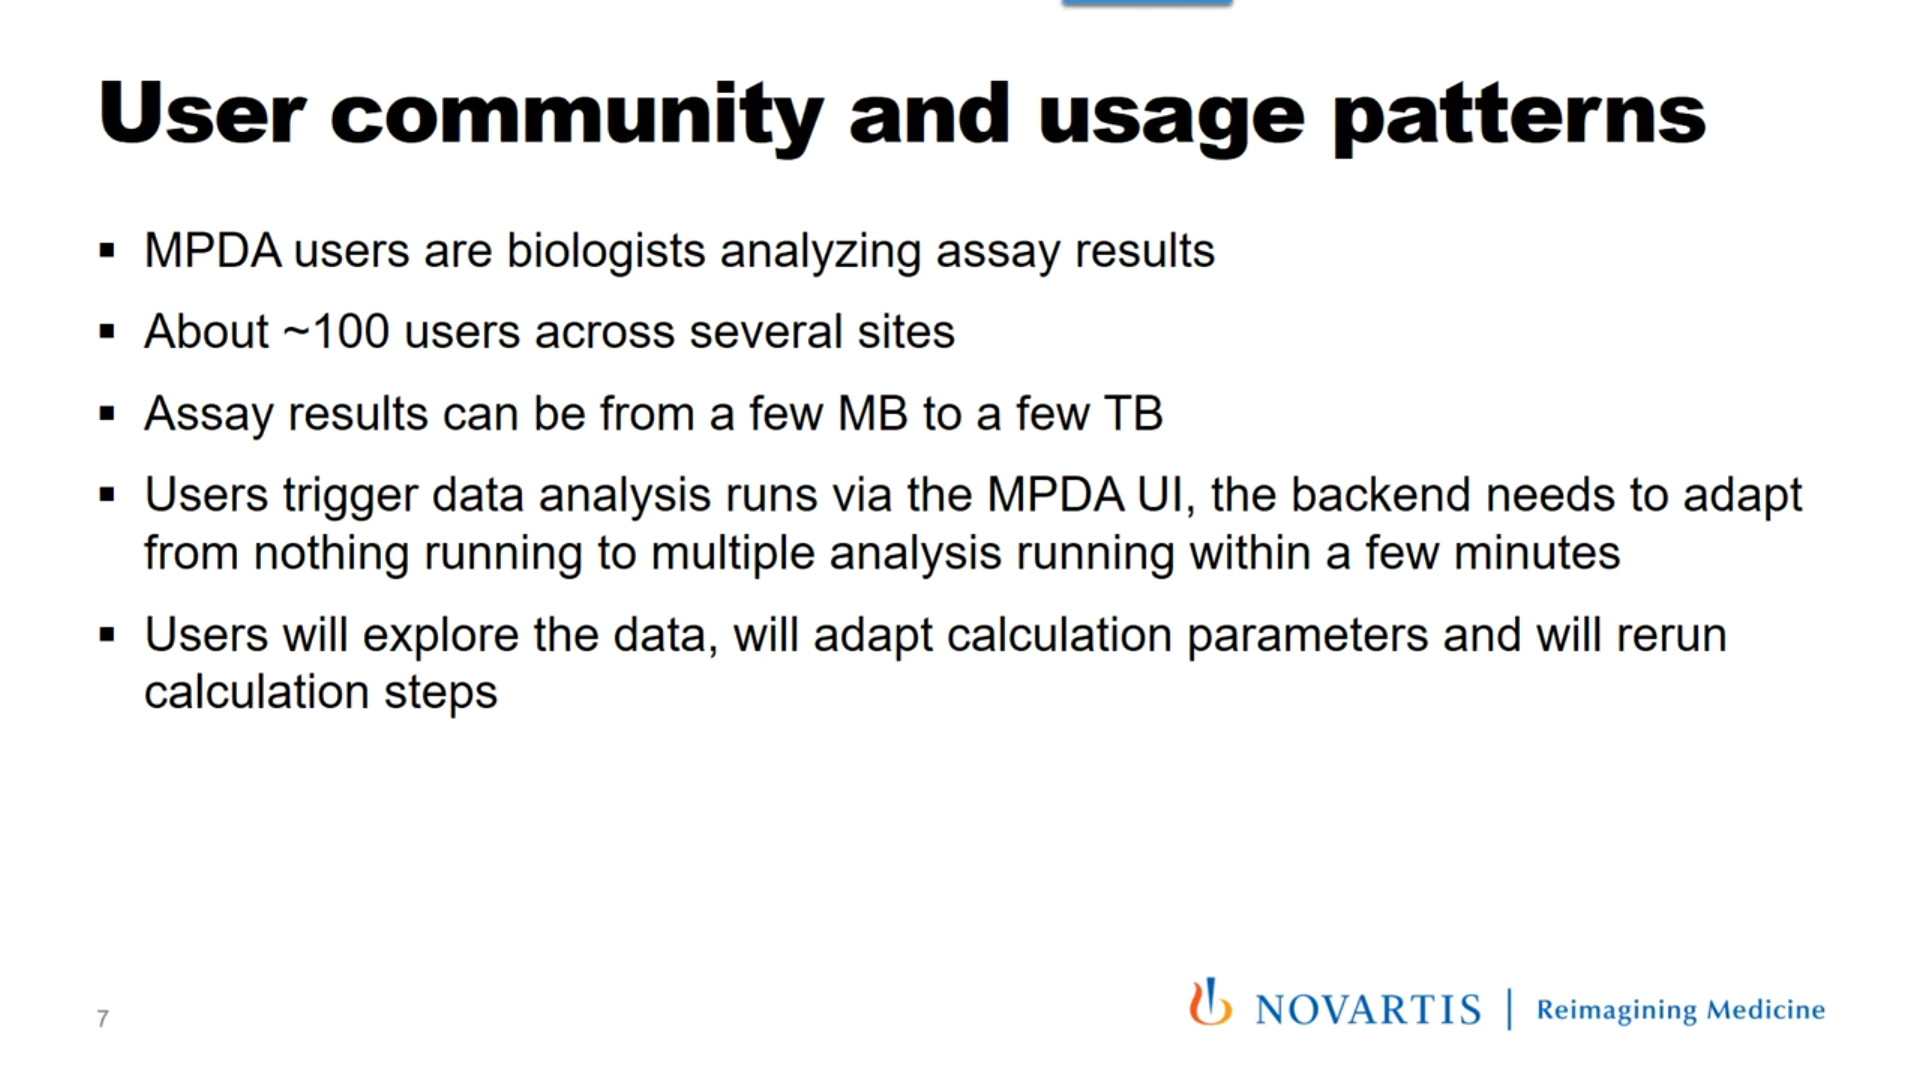 User community and usage patterns
▪ MPDA users are biologists analyzing assay results
▪ About ~100 users across several sites
▪ Assay results can be from a few MB to a few TB
▪ Users trigger data analysis runs via the MPDA UI, the backend needs to adapt
from nothing running to multiple analysis running within a few minutes
▪ Users will explore the data, will adapt calculation parameters and will rerun
calculation steps
7
NOVARTIS | Reimagining Medicine